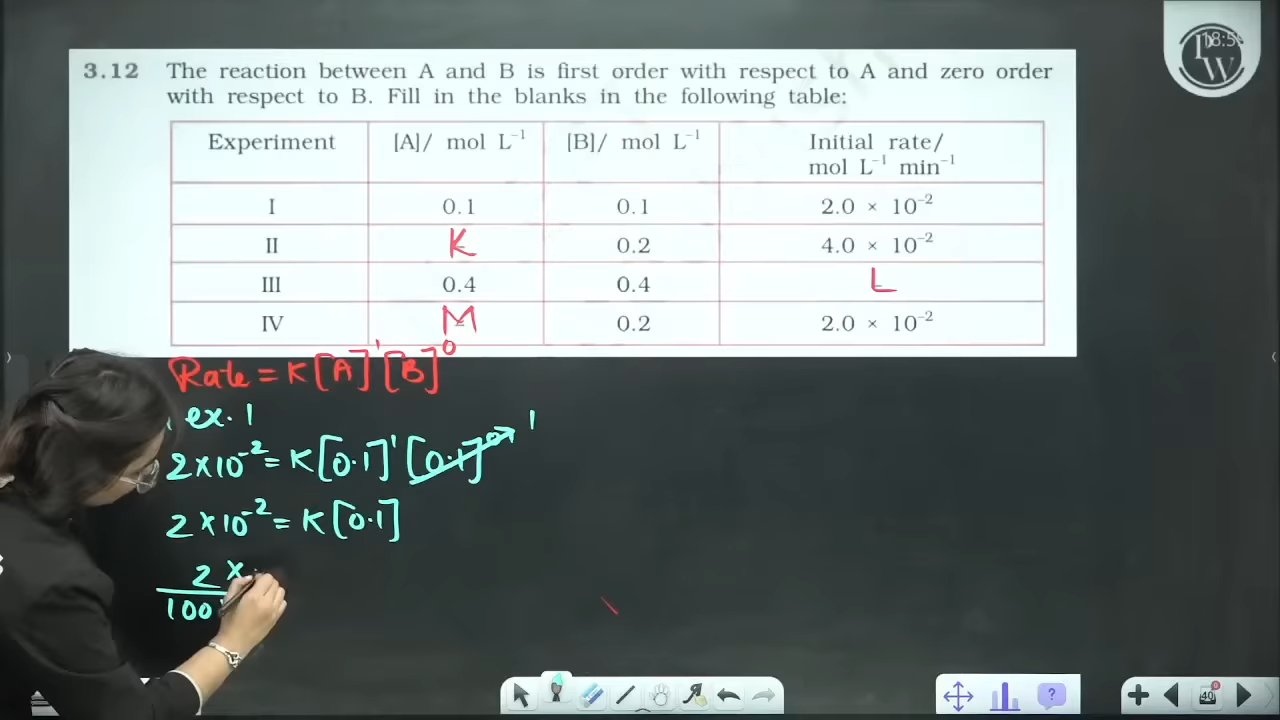 18:5
W
3.12 The reaction between A and B is first order with respect to A and zero order
with respect to B. Fill in the blanks in the following table:
Experiment [A]/ mol L⁻¹ [B]/ mol L⁻¹ Initial rate/
mol L⁻¹ min⁻¹
I 0.1 0.1 2.0 × 10⁻²
II K 0.2 4.0 × 10⁻²
III 0.4 0.4 L
IV M 0.2 2.0 × 10⁻²
Rate = K[A]¹[B]⁰
ex. 1
2×10⁻² = K[0.1]¹ [0.1]⁰ 1
2×10⁻² = K[0.1]
2 ×
100
40